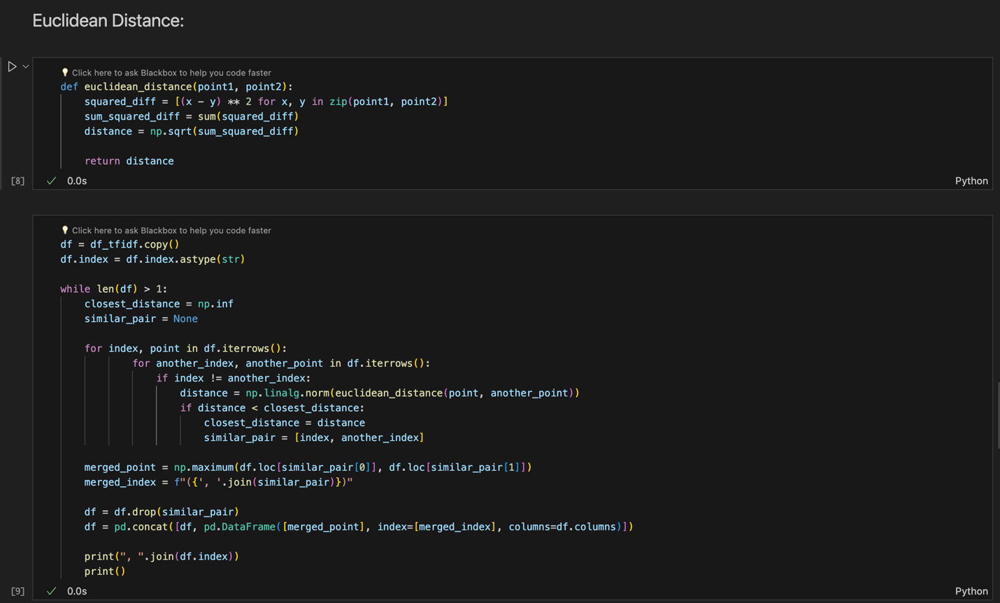 Euclidean Distance:
Click here to ask Blackbox to help you code faster
def euclidean_distance(point1, point2):
    squared_diff = [(x - y) ** 2 for x, y in zip(point1, point2)]
    sum_squared_diff = sum(squared_diff)
    distance = np.sqrt(sum_squared_diff)
    return distance
[8] 0.0s Python
Click here to ask Blackbox to help you code faster
df = df_tfidf.copy()
df.index = df.index.astype(str)
while len(df) > 1:
    closest_distance = np.inf
    similar_pair = None
    for index, point in df.iterrows():
            for another_index, another_point in df.iterrows():
                if index != another_index:
                    distance = np.linalg.norm(euclidean_distance(point, another_point))
                    if distance < closest_distance:
                        closest_distance = distance
                        similar_pair = [index, another_index]
    merged_point = np.maximum(df.loc[similar_pair[0]], df.loc[similar_pair[1]])
    merged_index = f"({', '.join(similar_pair)})"
    df = df.drop(similar_pair)
    df = pd.concat([df, pd.DataFrame([merged_point], index=[merged_index], columns=df.columns)])
    print(", ".join(df.index))
    print()
[9] 0.0s Python